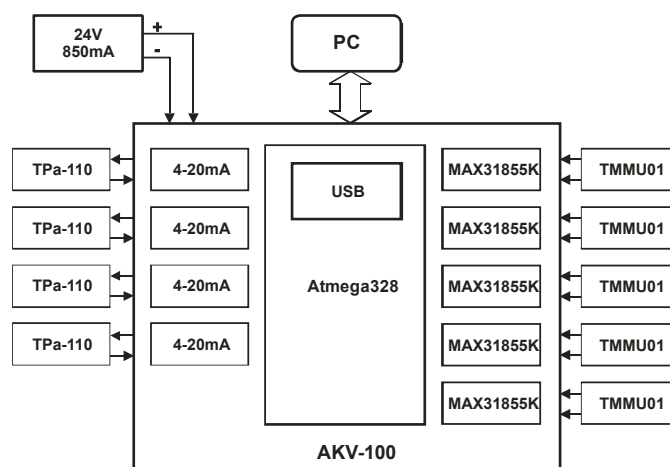 24V
850mA
+
-
PC
TPa-110
4-20mA
USB
MAX31855K
TMMU01
TPa-110
4-20mA
MAX31855K
TMMU01
TPa-110
4-20mA
Atmega328
MAX31855K
TMMU01
TPa-110
4-20mA
MAX31855K
TMMU01
MAX31855K
TMMU01
AKV-100